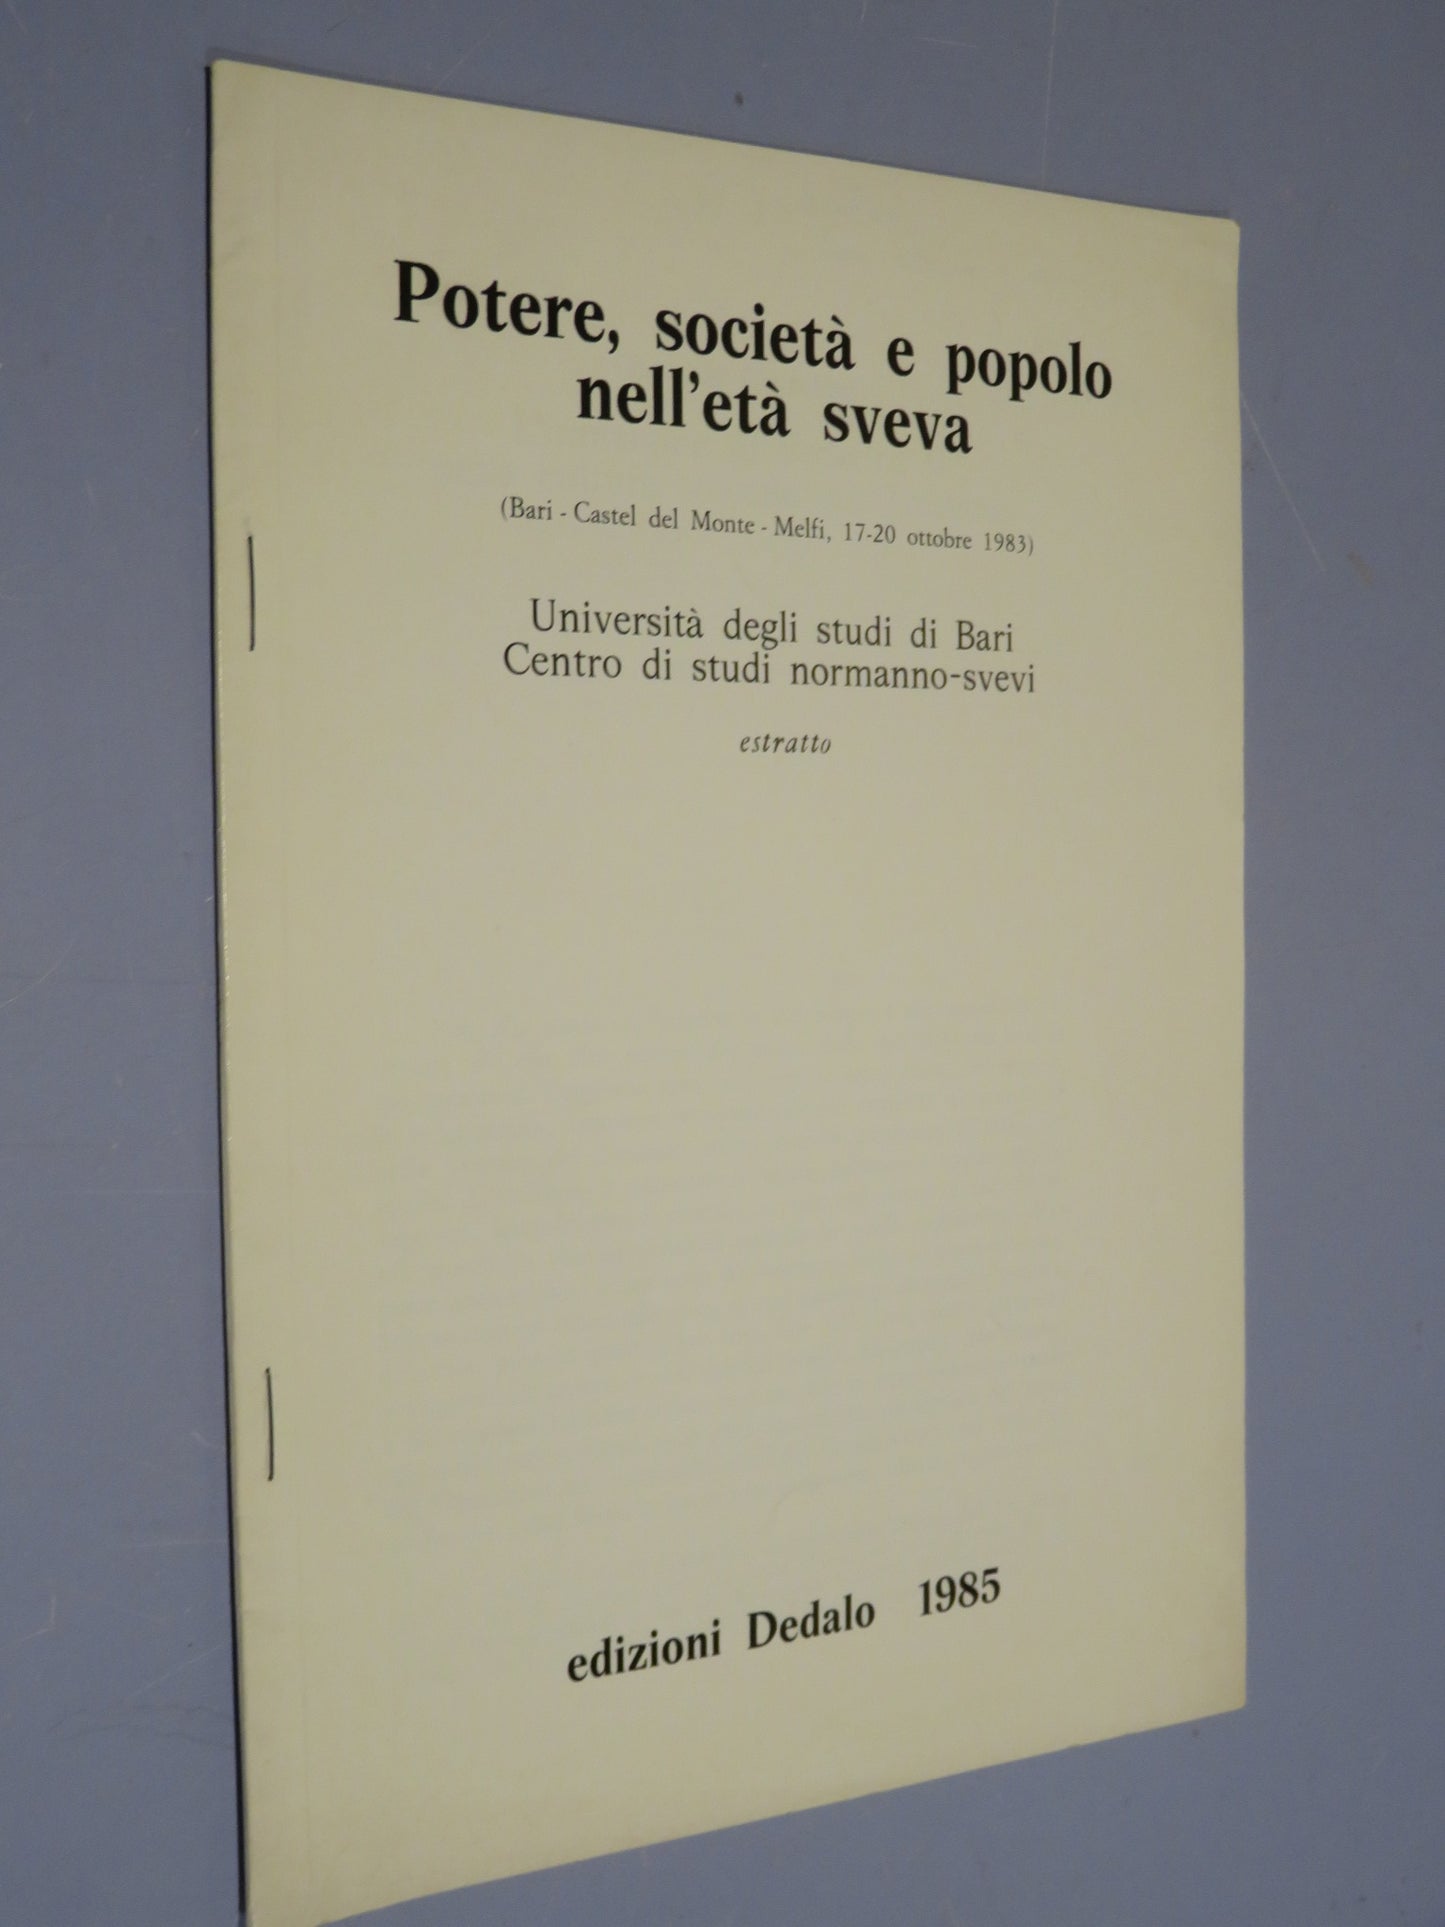 Potere, società e popolo
nell'età sveva
(Bari - Castel del Monte - Melfi, 17-20 ottobre 1983)
Università degli studi di Bari
Centro di studi normanno-svevi
estratto
edizioni Dedalo 1985